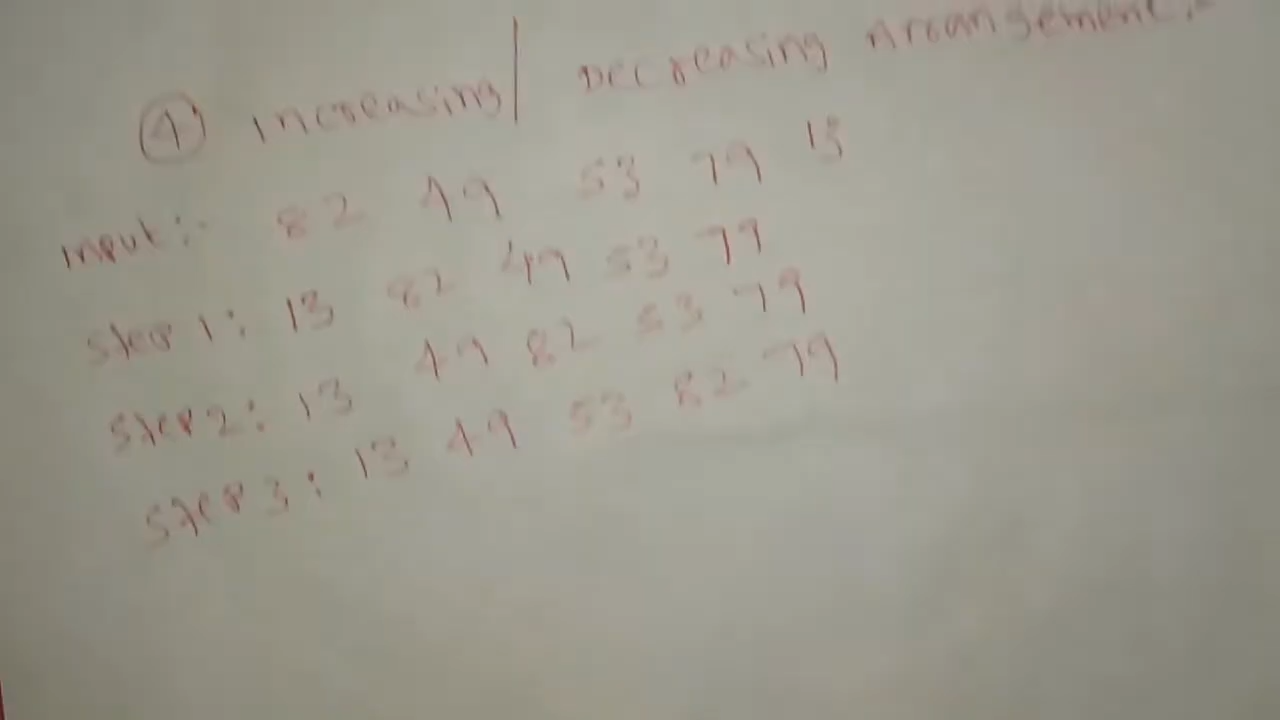 ① Increasing/ Decreasing Arrangement:-
Input:- 82 49 53 79 13
Step 1: 13 82 49 53 79
Step 2: 13 49 82 53 79
Step 3: 13 49 53 82 79